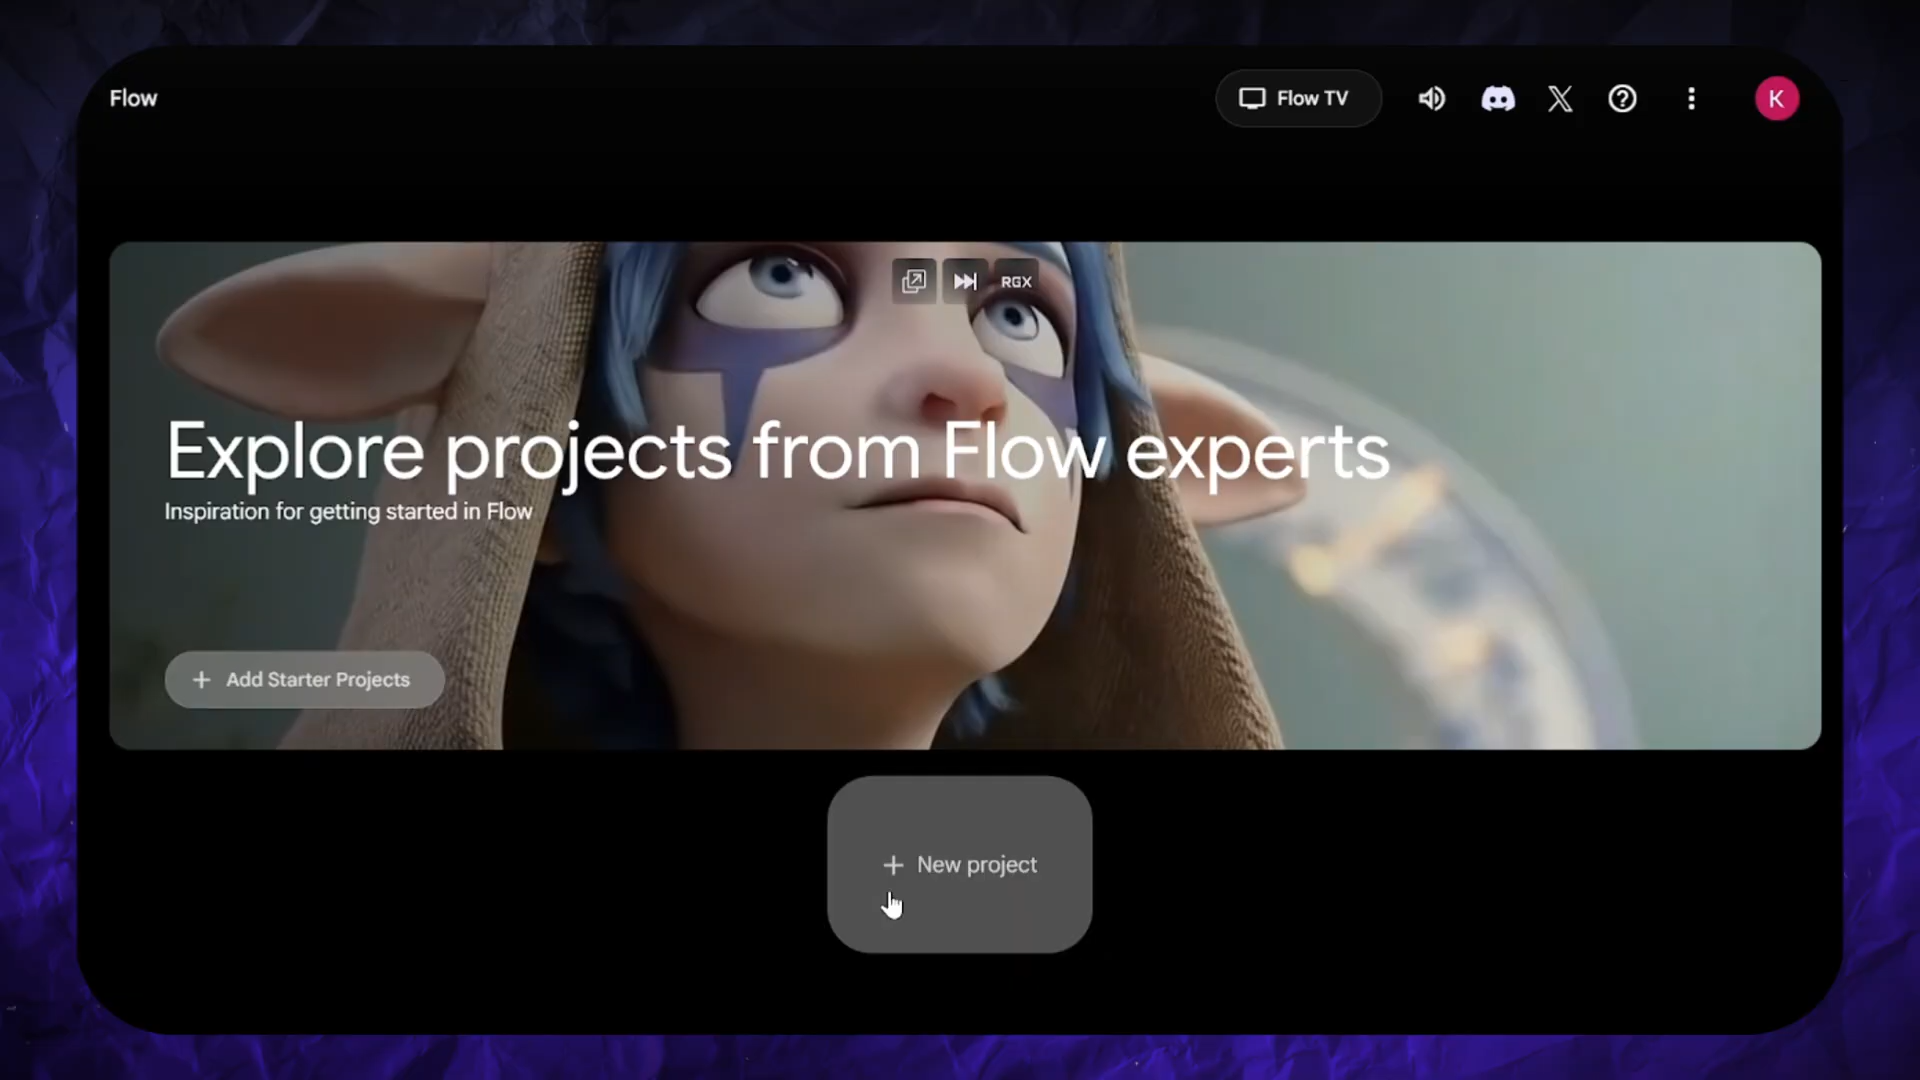 Flow
Flow TV
K
RGX
Explore projects from Flow experts
Inspiration for getting started in Flow
+ Add Starter Projects
+ New project